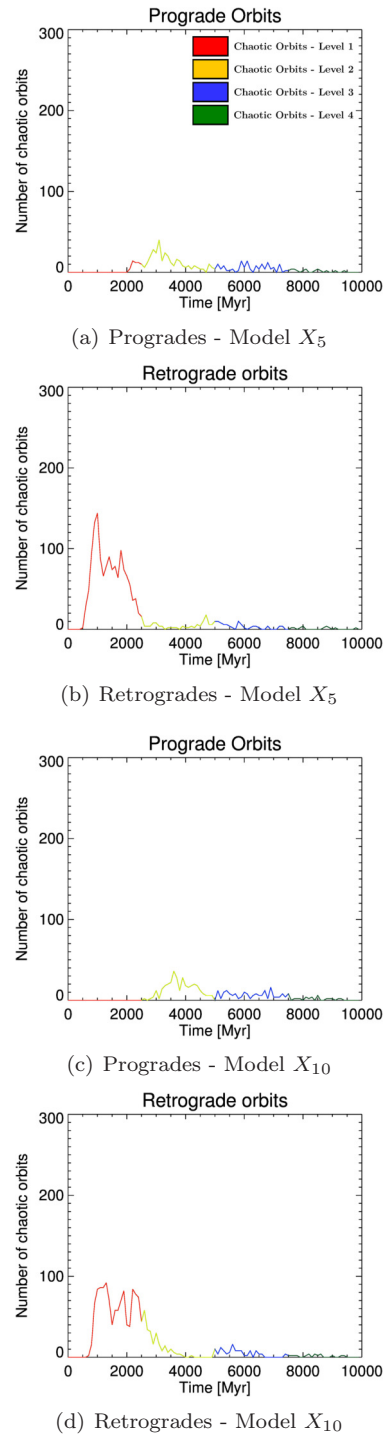 Prograde Orbits
300
200
100
0
Number of chaotic orbits
Chaotic Orbits - Level 1
Chaotic Orbits - Level 2
Chaotic Orbits - Level 3
Chaotic Orbits - Level 4
0 2000 4000 6000 8000 10000
Time [Myr]
(a) Progrades - Model X5
Retrograde orbits
300
200
100
0
Number of chaotic orbits
0 2000 4000 6000 8000 10000
Time [Myr]
(b) Retrogrades - Model X5
Prograde Orbits
300
200
100
0
Number of chaotic orbits
0 2000 4000 6000 8000 10000
Time [Myr]
(c) Progrades - Model X10
Retrograde orbits
300
200
100
0
Number of chaotic orbits
0 2000 4000 6000 8000 10000
Time [Myr]
(d) Retrogrades - Model X10